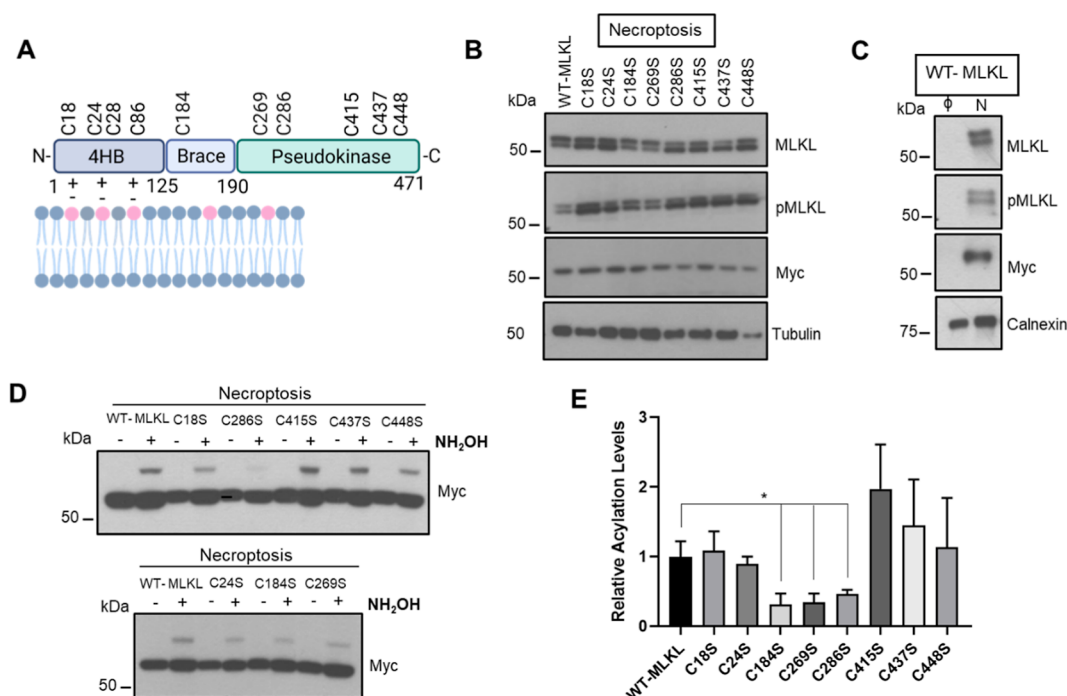 A
C18
C24
C28
C86
C184
C269
C286
C415
C437
C448
N-
4HB
Brace
Pseudokinase
-C
1
+
+
+
125
190
471
-
-
-
B
Necroptosis
kDa
WT-MLKL
C18S
C24S
C184S
C269S
C286S
C415S
C437S
C448S
50
MLKL
50
pMLKL
50
Myc
50
Tubulin
C
WT- MLKL
kDa
ϕ
N
50
MLKL
50
pMLKL
50
Myc
75
Calnexin
D
Necroptosis
WT- MLKL C18S C286S C415S C437S C448S
kDa
- + - + - + - + - + - + NH₂OH
50
Myc
Necroptosis
WT- MLKL C24S C184S C269S
kDa
- + - + - + - + NH₂OH
50
Myc
E
Relative Acylation Levels
3
2
1
0
*
WT-MLKL
C18S
C24S
C184S
C269S
C286S
C415S
C437S
C448S